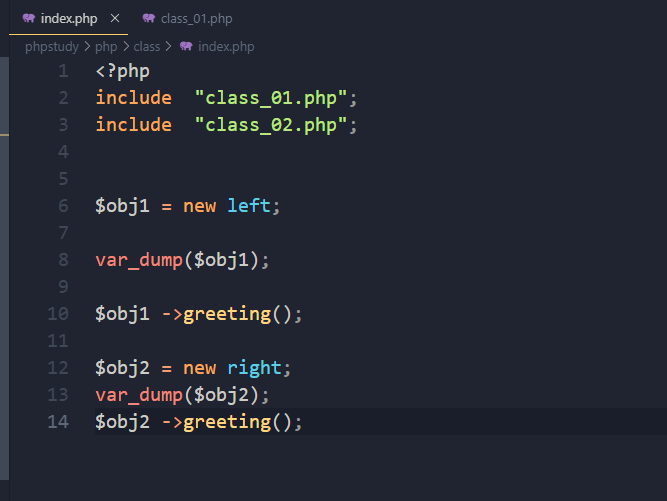 index.php × class_01.php
phpstudy > php > class > index.php
1 <?php
2 include  "class_01.php";
3 include  "class_02.php";
4
5
6 $obj1 = new left;
7
8 var_dump($obj1);
9
10 $obj1 ->greeting();
11
12 $obj2 = new right;
13 var_dump($obj2);
14 $obj2 ->greeting();